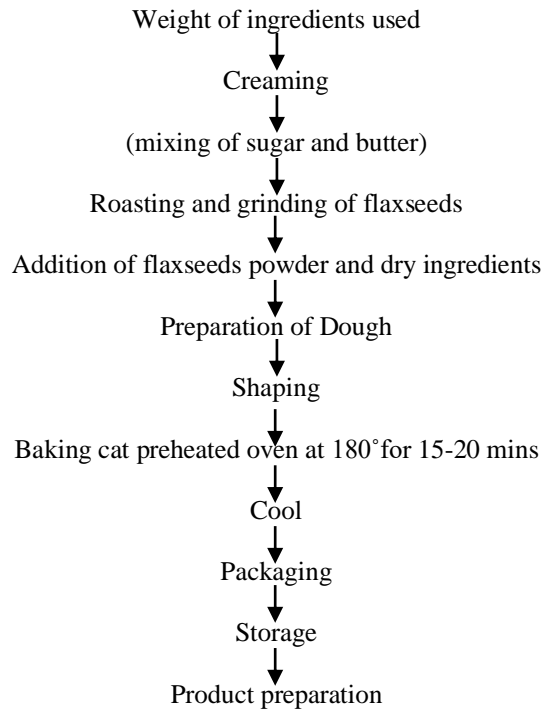 Weight of ingredients used
Creaming
(mixing of sugar and butter)
Roasting and grinding of flaxseeds
Addition of flaxseeds powder and dry ingredients
Preparation of Dough
Shaping
Baking cat preheated oven at 180˚for 15-20 mins
Cool
Packaging
Storage
Product preparation